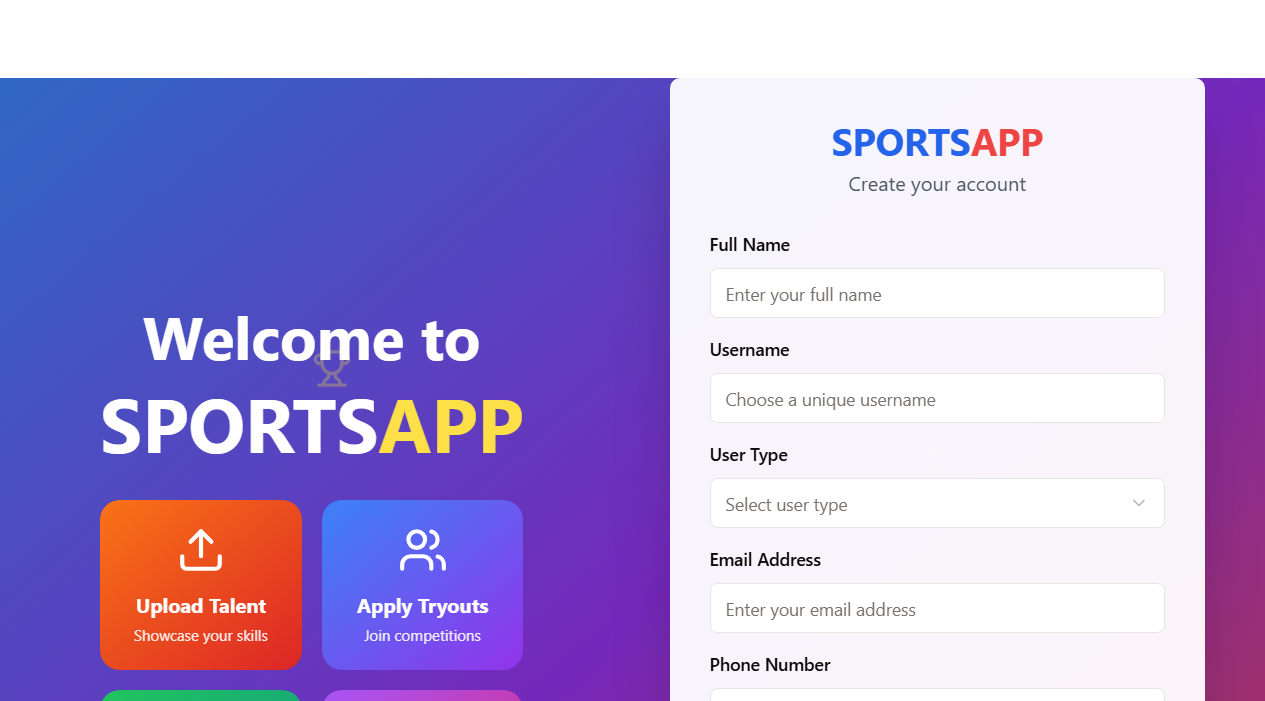 Welcome to
SPORTSAPP
Upload Talent
Showcase your skills
Apply Tryouts
Join competitions
SPORTSAPP
Create your account
Full Name
Enter your full name
Username
Choose a unique username
User Type
Select user type
Email Address
Enter your email address
Phone Number